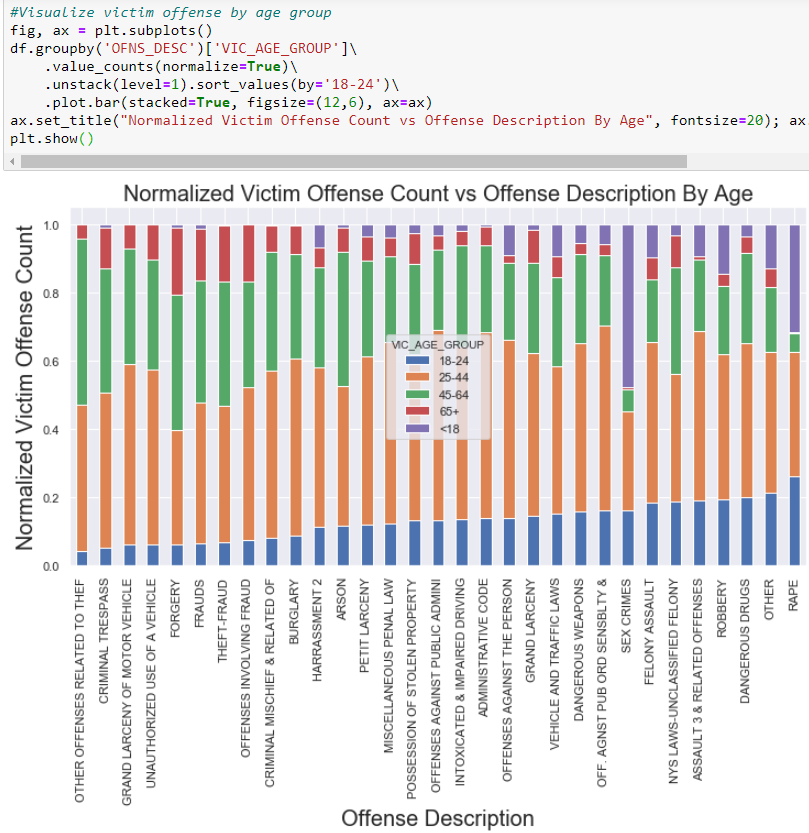 #Visualize victim offense by age group
fig, ax = plt.subplots()
df.groupby('OFNS_DESC')['VIC_AGE_GROUP']\
    .value_counts(normalize=True)\
    .unstack(level=1).sort_values(by='18-24')\
    .plot.bar(stacked=True, figsize=(12,6), ax=ax)
ax.set_title("Normalized Victim Offense Count vs Offense Description By Age", fontsize=20); ax.
plt.show()
Normalized Victim Offense Count vs Offense Description By Age
Normalized Victim Offense Count
1.0
0.8
0.6
0.4
0.2
0.0
VIC_AGE_GROUP
18-24
25-44
45-64
65+
<18
OTHER OFFENSES RELATED TO THEF
CRIMINAL TRESPASS
GRAND LARCENY OF MOTOR VEHICLE
UNAUTHORIZED USE OF A VEHICLE
FORGERY
FRAUDS
THEFT-FRAUD
OFFENSES INVOLVING FRAUD
CRIMINAL MISCHIEF & RELATED OF
BURGLARY
HARRASSMENT 2
ARSON
PETIT LARCENY
MISCELLANEOUS PENAL LAW
POSSESSION OF STOLEN PROPERTY
OFFENSES AGAINST PUBLIC ADMINI
INTOXICATED & IMPAIRED DRIVING
ADMINISTRATIVE CODE
OFFENSES AGAINST THE PERSON
GRAND LARCENY
VEHICLE AND TRAFFIC LAWS
DANGEROUS WEAPONS
OFF. AGNST PUB ORD SENSBLTY &
SEX CRIMES
FELONY ASSAULT
NYS LAWS-UNCLASSIFIED FELONY
ASSAULT 3 & RELATED OFFENSES
ROBBERY
DANGEROUS DRUGS
OTHER
RAPE
Offense Description